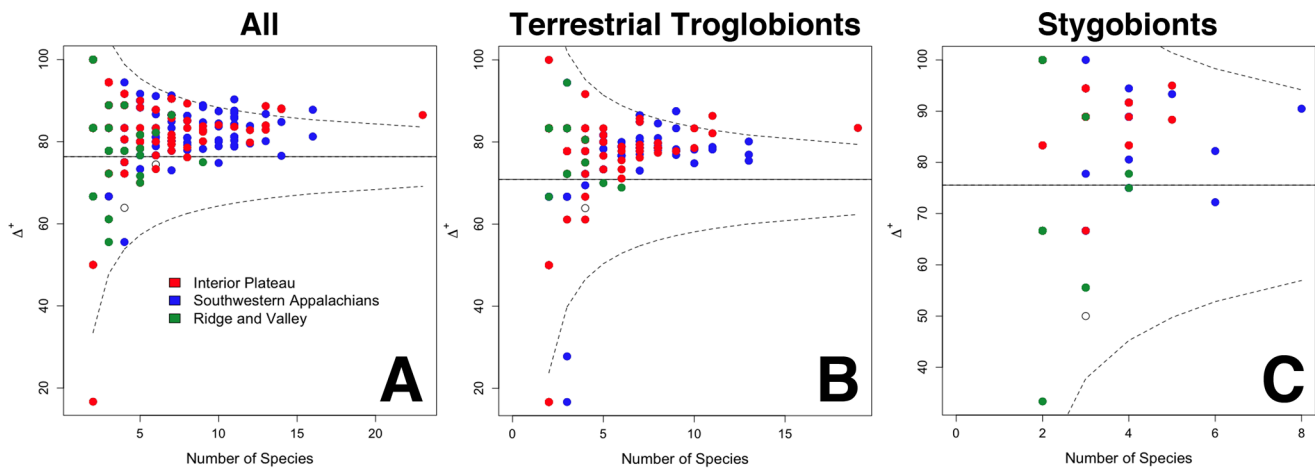 All
Terrestrial Troglobionts
Stygobionts
Δ+
100
80
60
40
20
5
10
15
20
Number of Species
Interior Plateau
Southwestern Appalachians
Ridge and Valley
A
Δ+
100
80
60
40
20
0
5
10
15
Number of Species
B
Δ+
100
90
80
70
60
50
40
0
2
4
6
8
Number of Species
C